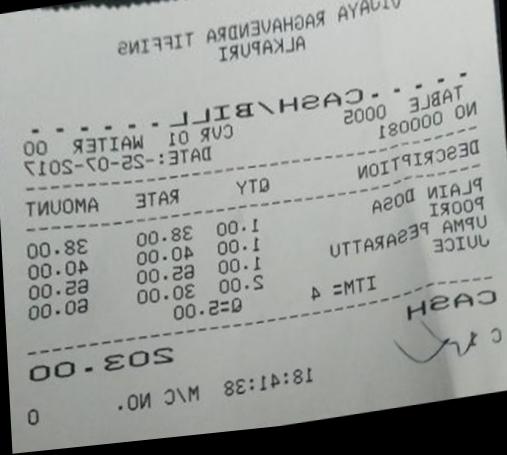 VIJAYA RAGHAVENDRA TIFFINS
ALKAPURI
- - - - -CASH/BILL- - - - -
TABLE 0005 CVR 01 WAITER 00
NO 000081 DATE:-25-07-2017
DESCRIPTION QTY RATE AMOUNT
PLAIN DOSA 1.00 38.00 38.00
POORI 1.00 40.00 40.00
UPMA PESARATTU 1.00 65.00 65.00
JUICE 2.00 30.00 60.00
ITM= 4 Q=5.00
CASH 203.00
18:41:38 M/C NO. 0